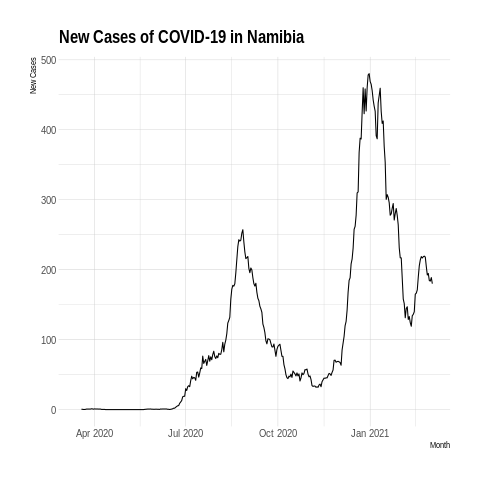 New Cases of COVID-19 in Namibia
New Cases
500
400
300
200
100
0
Apr 2020
Jul 2020
Oct 2020
Jan 2021
Month